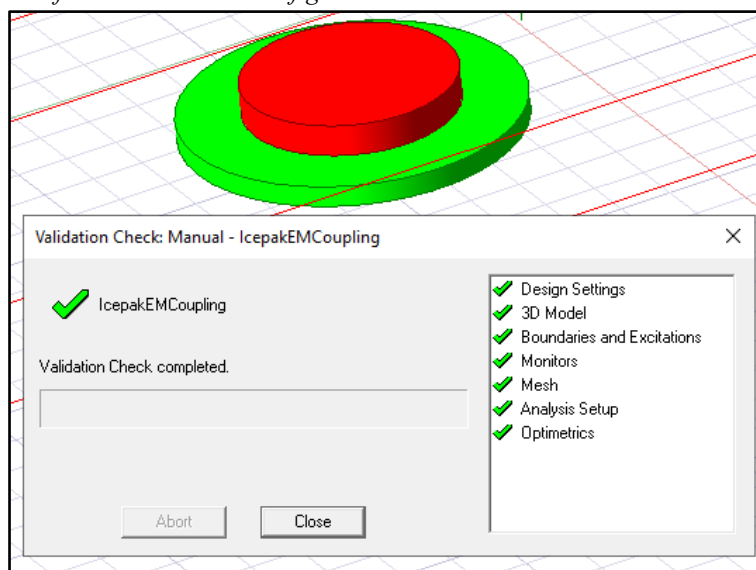 Validation Check: Manual - IcepakEMCoupling
IcepakEMCoupling
Validation Check completed.
Design Settings
3D Model
Boundaries and Excitations
Monitors
Mesh
Analysis Setup
Optimetrics
Abort
Close